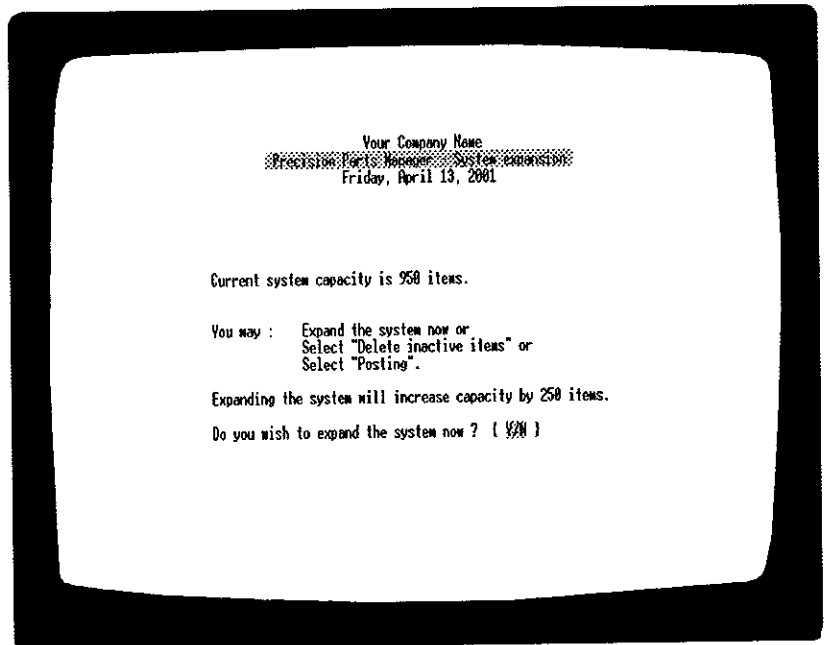 Your Company Name
Precision Parts Manager : System expansion
Friday, April 13, 2001
Current system capacity is 950 items.
You may : Expand the system now or
Select "Delete inactive items" or
Select "Posting".
Expanding the system will increase capacity by 250 items.
Do you wish to expand the system now ? ( Y/N )